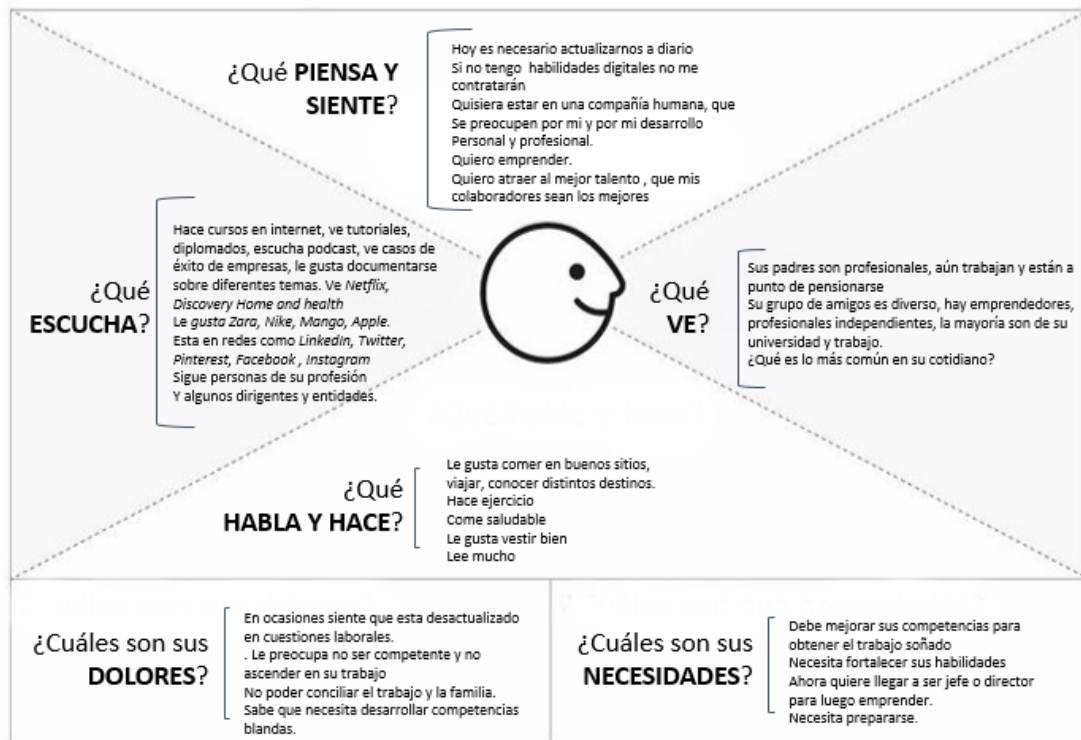 ¿Qué PIENSA Y
SIENTE?
Hoy es necesario actualizarnos a diario
Si no tengo habilidades digitales no me
contratarán
Quisiera estar en una compañía humana, que
Se preocupen por mi y por mi desarrollo
Personal y profesional.
Quiero emprender.
Quiero atraer al mejor talento , que mis
colaboradores sean los mejores
¿Qué
ESCUCHA?
Hace cursos en internet, ve tutoriales,
diplomados, escucha podcast, ve casos de
éxito de empresas, le gusta documentarse
sobre diferentes temas. Ve Netflix,
Discovery Home and health
Le gusta Zara, Nike, Mango, Apple.
Esta en redes como LinkedIn, Twitter,
Pinterest, Facebook , Instagram
Sigue personas de su profesión
Y algunos dirigentes y entidades.
¿Qué
VE?
Sus padres son profesionales, aún trabajan y están a
punto de pensionarse
Su grupo de amigos es diverso, hay emprendedores,
profesionales independientes, la mayoría son de su
universidad y trabajo.
¿Qué es lo más común en su cotidiano?
¿Qué
HABLA Y HACE?
Le gusta comer en buenos sitios,
viajar, conocer distintos destinos.
Hace ejercicio
Come saludable
Le gusta vestir bien
Lee mucho
¿Cuáles son sus
DOLORES?
En ocasiones siente que esta desactualizado
en cuestiones laborales.
. Le preocupa no ser competente y no
ascender en su trabajo
No poder conciliar el trabajo y la familia.
Sabe que necesita desarrollar competencias
blandas.
¿Cuáles son sus
NECESIDADES?
Debe mejorar sus competencias para
obtener el trabajo soñado
Necesita fortalecer sus habilidades
Ahora quiere llegar a ser jefe o director
para luego emprender.
Necesita prepararse.